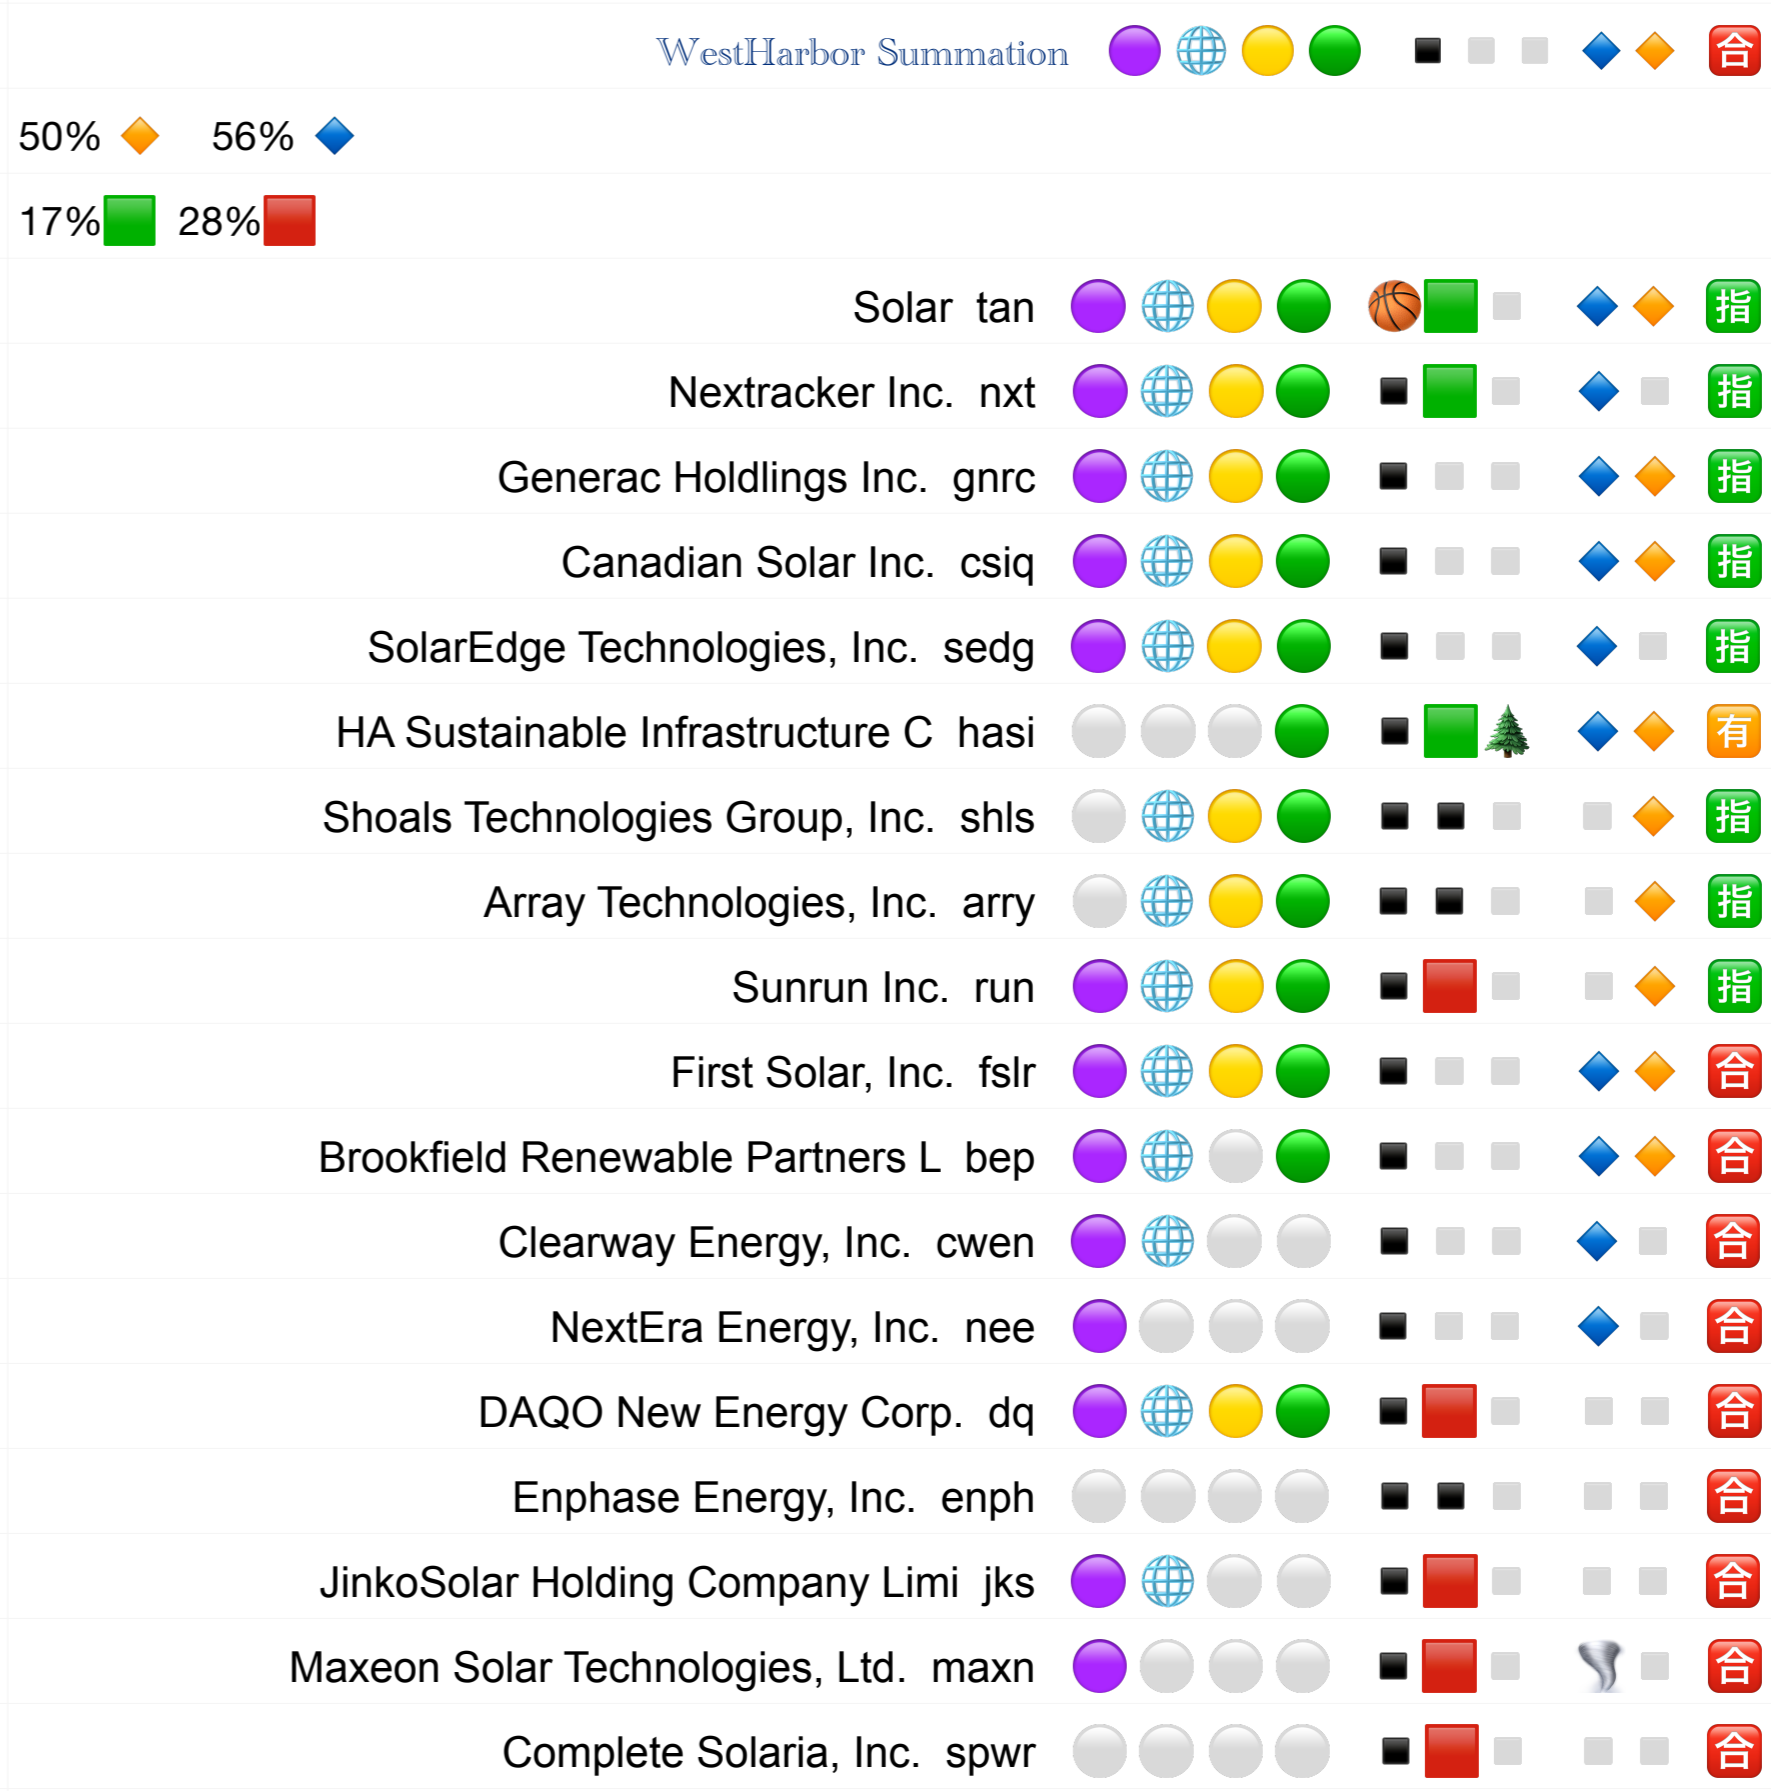 WestHarbor Summation 合
50% 56%
17% 28%
Solar tan 指
Nextracker Inc. nxt 指
Generac Holdlings Inc. gnrc 指
Canadian Solar Inc. csiq 指
SolarEdge Technologies, Inc. sedg 指
HA Sustainable Infrastructure C hasi 有
Shoals Technologies Group, Inc. shls 指
Array Technologies, Inc. arry 指
Sunrun Inc. run 指
First Solar, Inc. fslr 合
Brookfield Renewable Partners L bep 合
Clearway Energy, Inc. cwen 合
NextEra Energy, Inc. nee 合
DAQO New Energy Corp. dq 合
Enphase Energy, Inc. enph 合
JinkoSolar Holding Company Limi jks 合
Maxeon Solar Technologies, Ltd. maxn 合
Complete Solaria, Inc. spwr 合